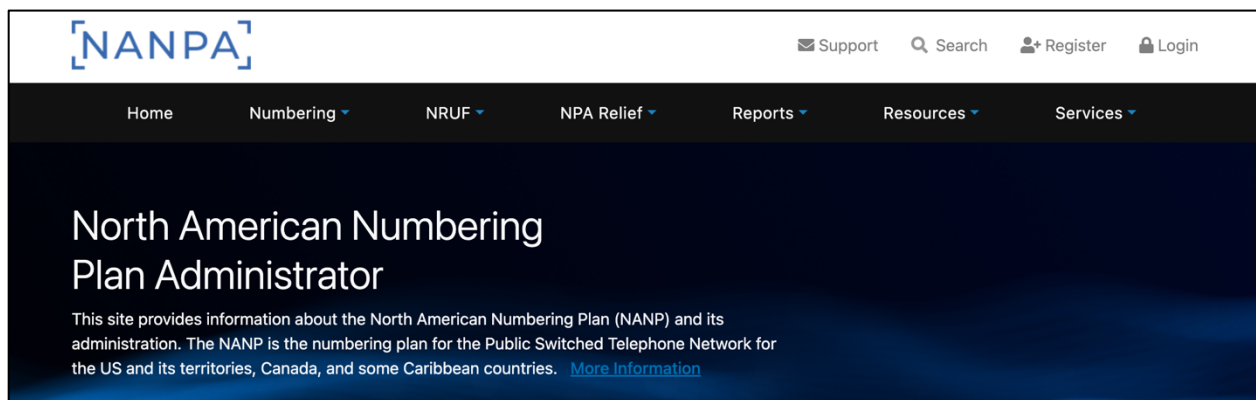 NANPA
Support Search Register Login
Home Numbering NRUF NPA Relief Reports Resources Services
North American Numbering
Plan Administrator
This site provides information about the North American Numbering Plan (NANP) and its
administration. The NANP is the numbering plan for the Public Switched Telephone Network for
the US and its territories, Canada, and some Caribbean countries. More Information